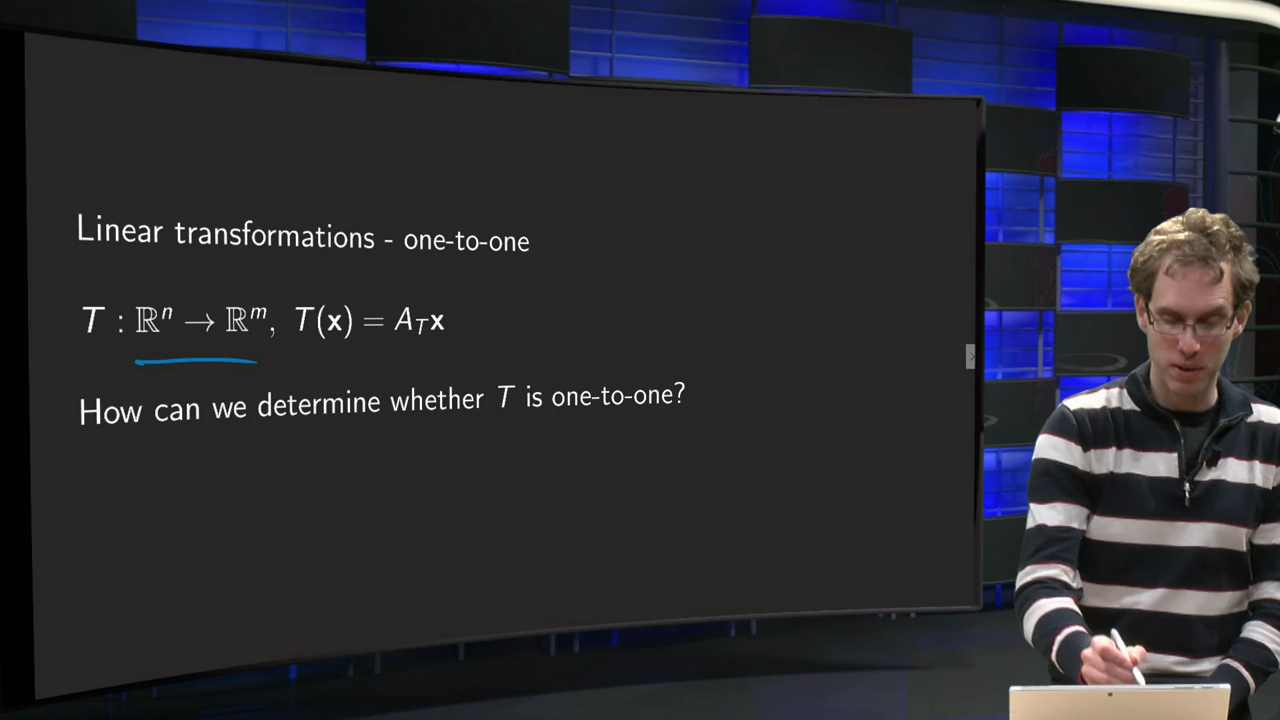 Linear transformations - one-to-one
T : ℝⁿ → ℝᵐ, T(x) = A_T x
How can we determine whether T is one-to-one?